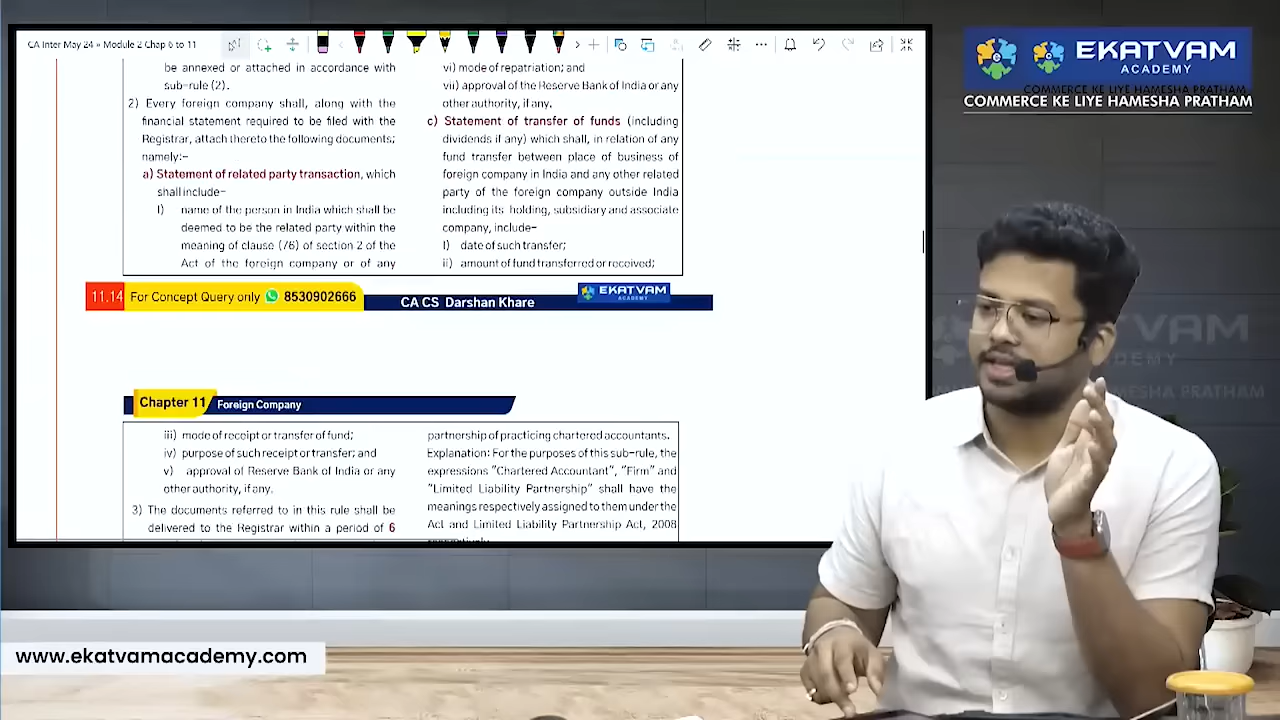 CA Inter May 24 » Module 2 Chap 6 to 11
be annexed or attached in accordance with
sub-rule (2).
2) Every foreign company shall, along with the
financial statement required to be filed with the
Registrar, attach thereto the following documents;
namely:-
a) Statement of related party transaction, which
shall include-
I) name of the person in India which shall be
deemed to be the related party within the
meaning of clause (76) of section 2 of the
Act of the foreign company or of any
vi) mode of repatriation; and
vii) approval of the Reserve Bank of India or any
other authority, if any.
c) Statement of transfer of funds (including
dividends if any) which shall, in relation of any
fund transfer between place of business of
foreign company in India and any other related
party of the foreign company outside India
including its holding, subsidiary and associate
company, include-
I) date of such transfer;
ii) amount of fund transferred or received;
11.14 For Concept Query only 8530902666
CA CS Darshan Khare
EKATVAM
ACADEMY
Chapter 11 Foreign Company
iii) mode of receipt or transfer of fund;
iv) purpose of such receipt or transfer; and
v) approval of Reserve Bank of India or any
other authority, if any.
3) The documents referred to in this rule shall be
delivered to the Registrar within a period of 6
partnership of practicing chartered accountants.
Explanation: For the purposes of this sub-rule, the
expressions "Chartered Accountant", "Firm" and
"Limited Liability Partnership" shall have the
meanings respectively assigned to them under the
Act and Limited Liability Partnership Act, 2008
respectively
EKATVAM
ACADEMY
COMMERCE KE LIYE HAMESHA PRATHAM
COMMERCE KE LIYE HAMESHA PRATHAM
TVAM
DEMY
MESHA PRATHAM
www.ekatvamacademy.com